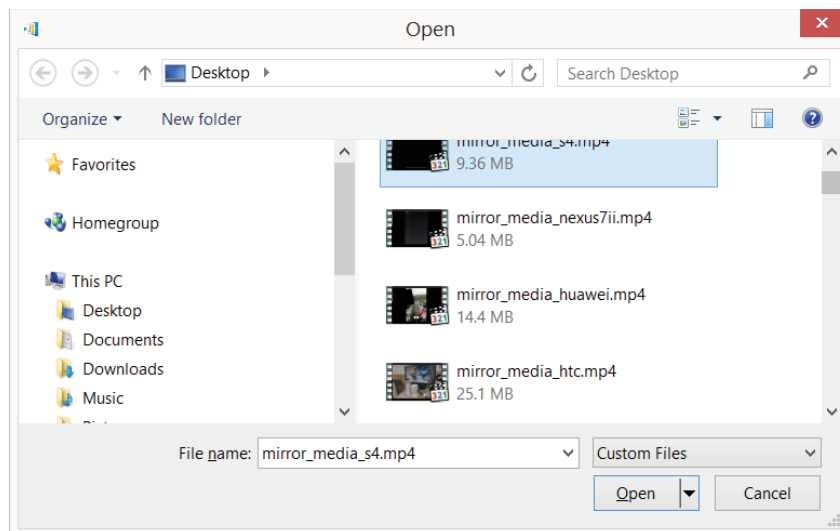 Open
Desktop
Search Desktop
Organize
New folder
Favorites
Homegroup
This PC
Desktop
Documents
Downloads
Music
mirror_media_s4.mp4
9.36 MB
mirror_media_nexus7ii.mp4
5.04 MB
mirror_media_huawei.mp4
14.4 MB
mirror_media_htc.mp4
25.1 MB
File name: mirror_media_s4.mp4
Custom Files
Open
Cancel